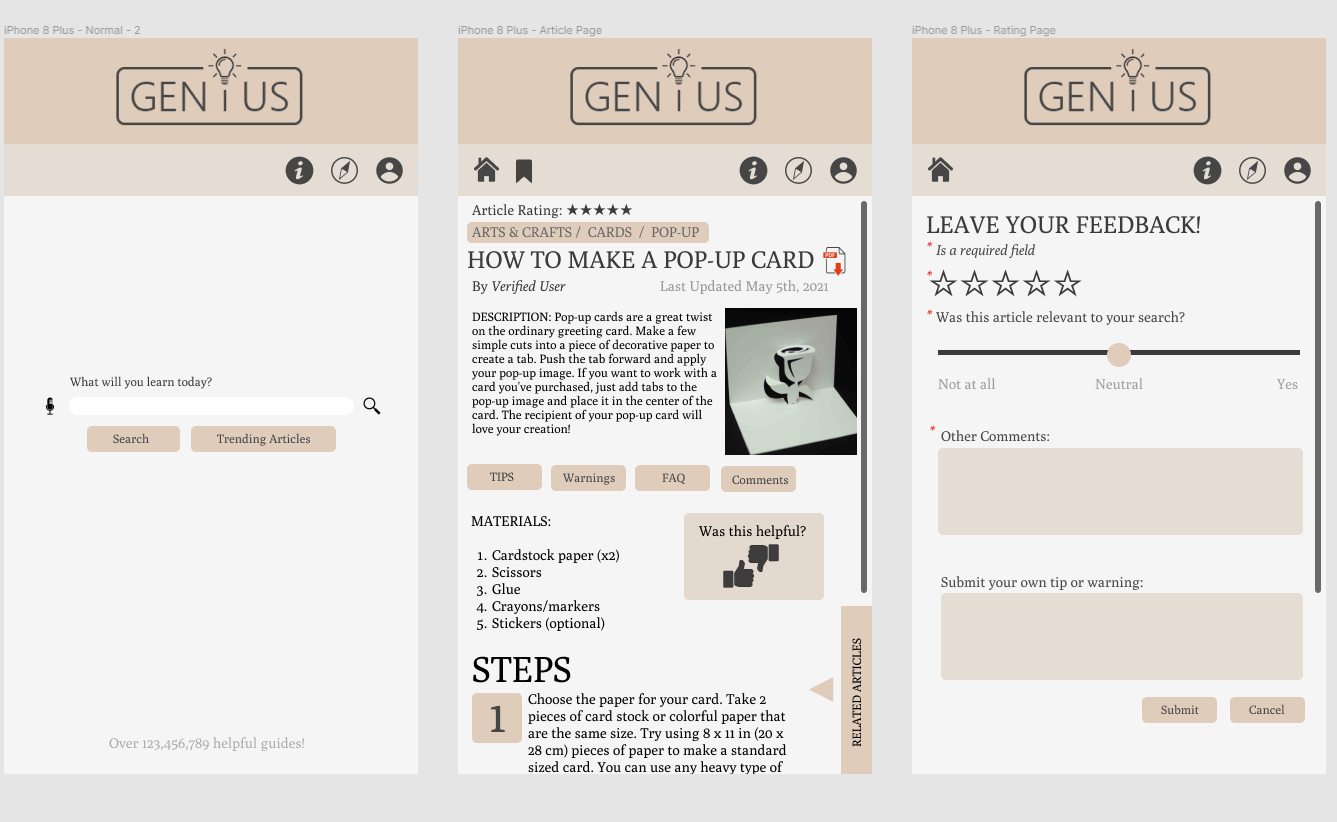 iPhone 8 Plus - Normal - 2
GENiUS
What will you learn today?
Search
Trending Articles
Over 123,456,789 helpful guides!
iPhone 8 Plus - Article Page
GENiUS
Article Rating: ★★★★★
ARTS & CRAFTS / CARDS / POP-UP
HOW TO MAKE A POP-UP CARD
PDF
By Verified User
Last Updated May 5th, 2021
DESCRIPTION: Pop-up cards are a great twist
on the ordinary greeting card. Make a few
simple cuts into a piece of decorative paper to
create a tab. Push the tab forward and apply
your pop-up image. If you want to work with a
card you've purchased, just add tabs to the
pop-up image and place it in the center of the
card. The recipient of your pop-up card will
love your creation!
TIPS
Warnings
FAQ
Comments
MATERIALS:
1. Cardstock paper (x2)
2. Scissors
3. Glue
4. Crayons/markers
5. Stickers (optional)
Was this helpful?
STEPS
1
Choose the paper for your card. Take 2
pieces of card stock or colorful paper that
are the same size. Try using 8 x 11 in (20 x
28 cm) pieces of paper to make a standard
sized card. You can use any heavy type of
RELATED ARTICLES
iPhone 8 Plus - Rating Page
GENiUS
LEAVE YOUR FEEDBACK!
* Is a required field
* ☆☆☆☆☆
* Was this article relevant to your search?
Not at all
Neutral
Yes
* Other Comments:
Submit your own tip or warning:
Submit
Cancel